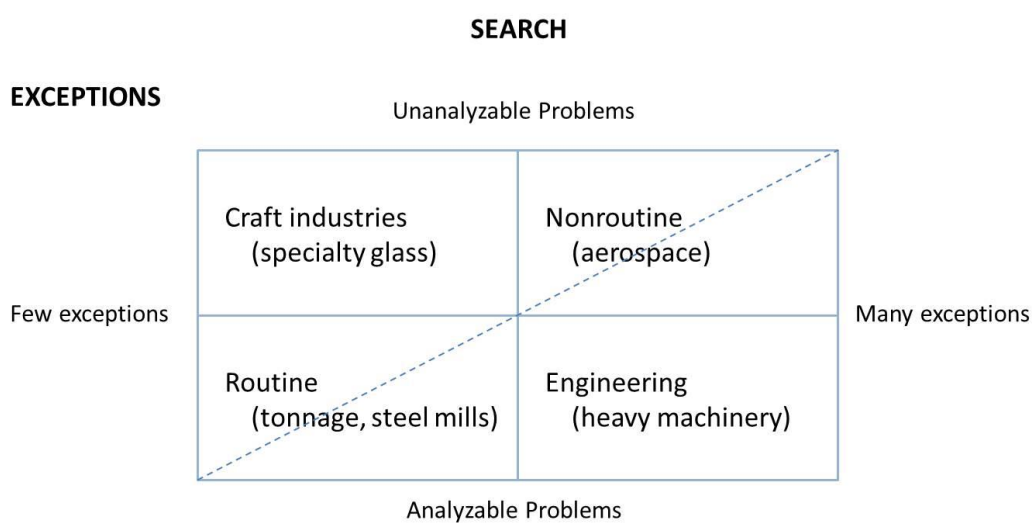 SEARCH
EXCEPTIONS
Unanalyzable Problems
Craft industries
(specialty glass)
Nonroutine
(aerospace)
Few exceptions
Many exceptions
Routine
(tonnage, steel mills)
Engineering
(heavy machinery)
Analyzable Problems